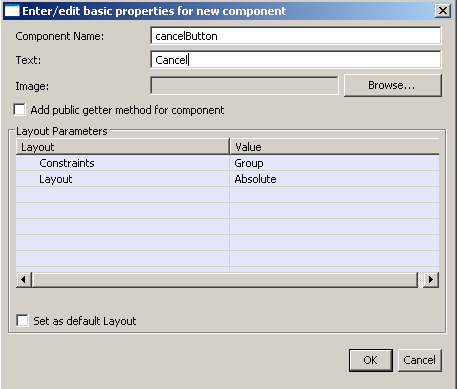 Enter/edit basic properties for new component
Component Name: cancelButton
Text: Cancel
Image: Browse...
Add public getter method for component
Layout Parameters
Layout Value
Constraints Group
Layout Absolute
Set as default Layout
OK Cancel